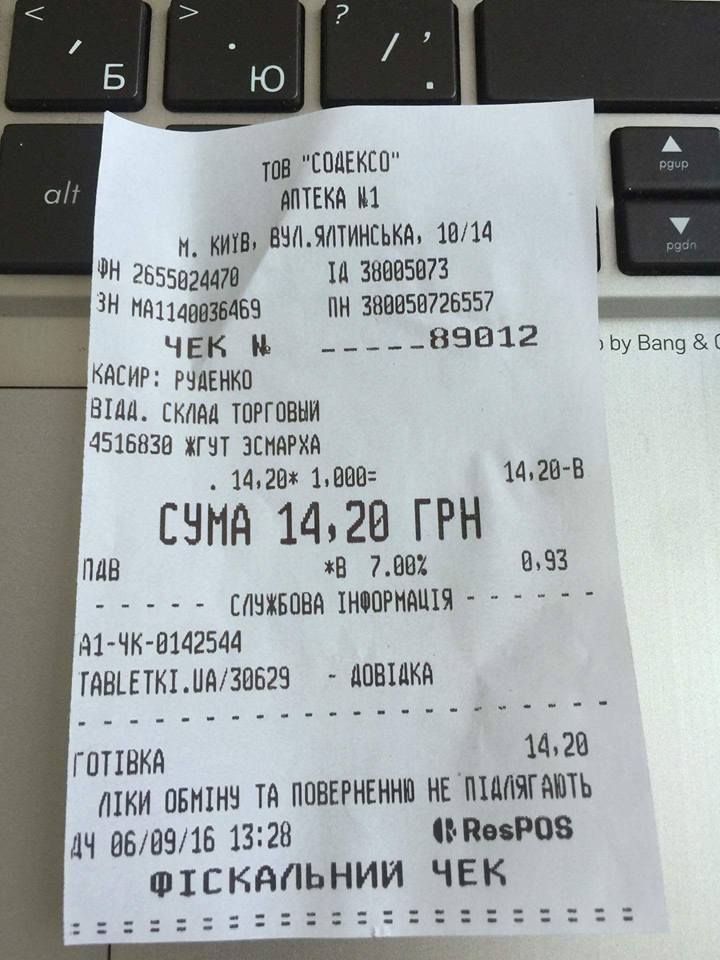 < , Б
> . Ю
? / , .
alt
pgup
pgdn
by Bang &
ТОВ "СОДЕКСО"
АПТЕКА №1
М. КИЇВ, ВУЛ.ЯЛТИНСЬКА, 10/14
ФН 2655024470 ІД 38005073
ЗН МА1140036469 ПН 380050726557
ЧЕК № _____89012
КАСИР: РУДЕНКО
ВІДД. СКЛАД ТОРГОВЫЙ
4516830 ЖГУТ ЭСМАРХА
. 14,20* 1,000= 14,20-В
СУМА 14,20 ГРН
ПДВ *В 7.00% 0,93
- - - - - СЛУЖБОВА ІНФОРМАЦІЯ - - - - - -
А1-ЧК-0142544
TABLETKI.UA/30629 - ДОВІДКА
- - - - - - - - - - - - - - - - - - - - - -
ГОТІВКА 14,20
ЛІКИ ОБМІНУ ТА ПОВЕРНЕННЮ НЕ ПІДЛЯГАЮТЬ
ДЧ 06/09/16 13:28 ResPOS
ФІСКАЛЬНИЙ ЧЕК
= = = = = = = = = = = = = = = = = = = = = =